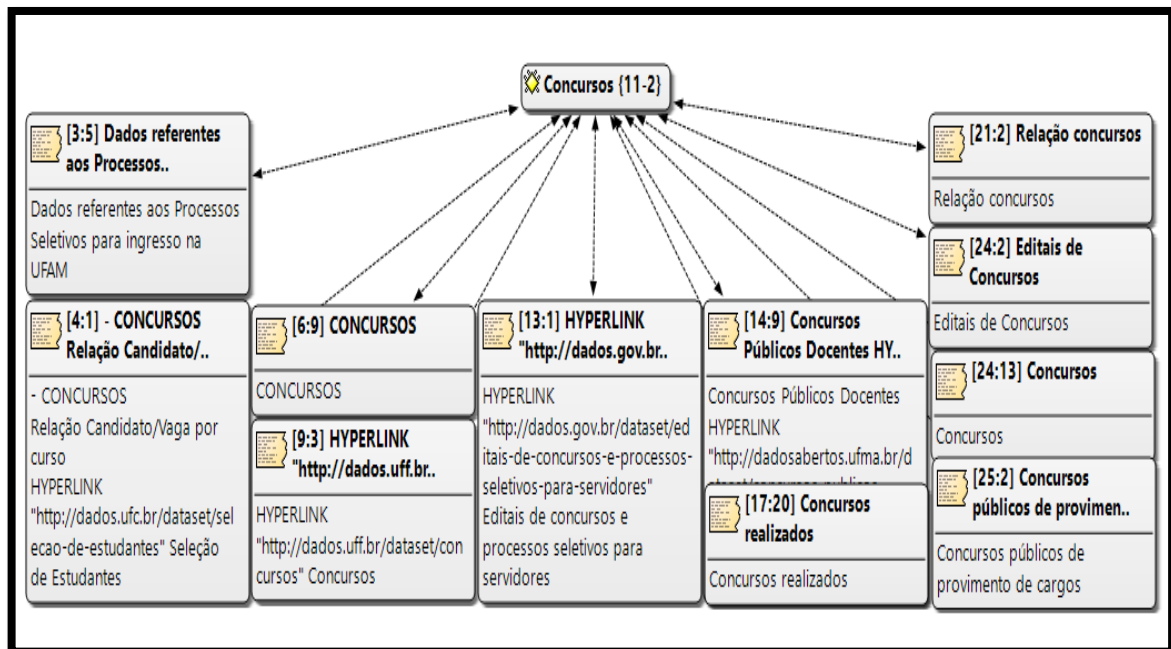 Concursos {11-2}
[3:5] Dados referentes
aos Processos..
Dados referentes aos Processos
Seletivos para ingresso na
UFAM
[4:1] - CONCURSOS
Relação Candidato/..
- CONCURSOS
Relação Candidato/Vaga por
curso
HYPERLINK
"http://dados.ufc.br/dataset/sel
ecao-de-estudantes" Seleção
de Estudantes
[6:9] CONCURSOS
CONCURSOS
[9:3] HYPERLINK
"http://dados.uff.br..
HYPERLINK
"http://dados.uff.br/dataset/con
cursos" Concursos
[13:1] HYPERLINK
"http://dados.gov.br..
HYPERLINK
"http://dados.gov.br/dataset/ed
itais-de-concursos-e-processos-
seletivos-para-servidores"
Editais de concursos e
processos seletivos para
servidores
[14:9] Concursos
Públicos Docentes HY..
Concursos Públicos Docentes
HYPERLINK
"http://dadosabertos.ufma.br/d
[17:20] Concursos
realizados
Concursos realizados
[21:2] Relação concursos
Relação concursos
[24:2] Editais de
Concursos
Editais de Concursos
[24:13] Concursos
Concursos
[25:2] Concursos
públicos de provimen..
Concursos públicos de
provimento de cargos